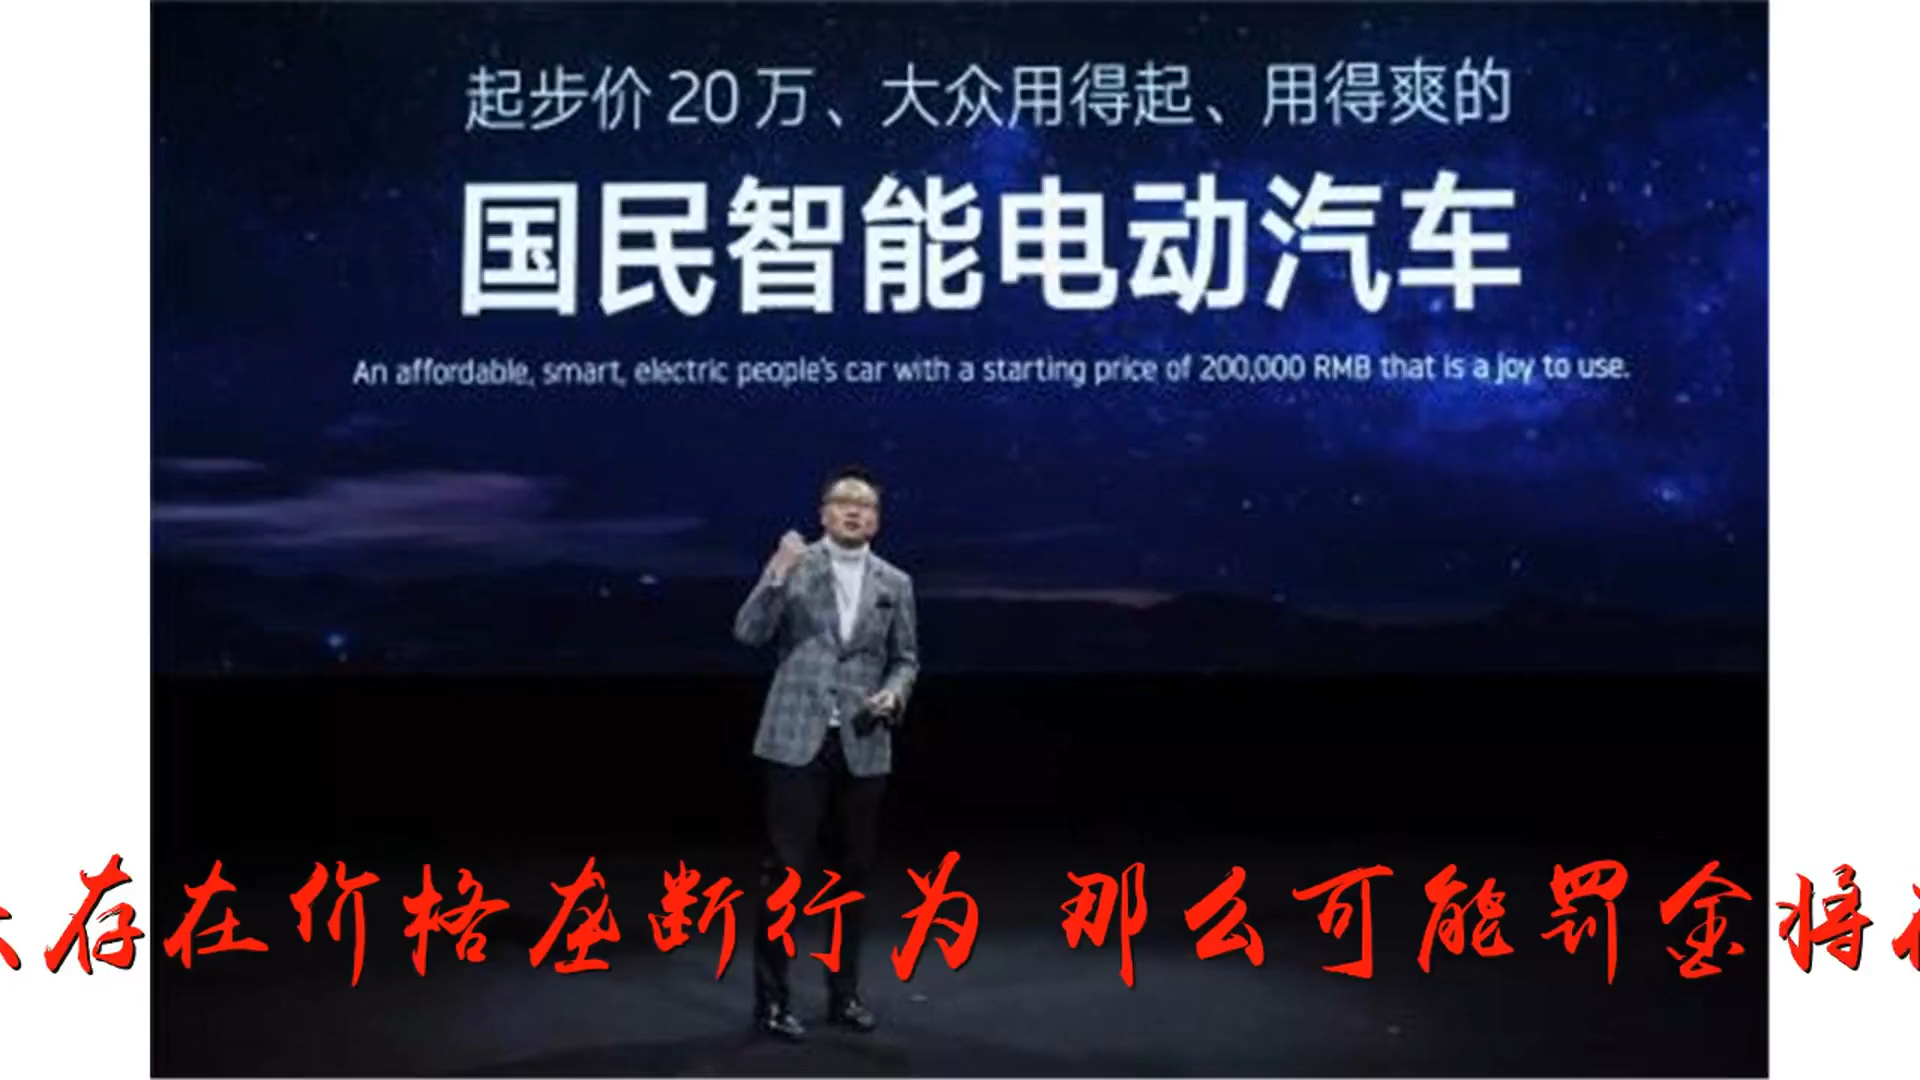 起步价 20 万、大众用得起、用得爽的
国民智能电动汽车
An affordable, smart, electric people's car with a starting price of 200,000 RMB that is a joy to use.
存在价格垄断行为 那么可能罚金将